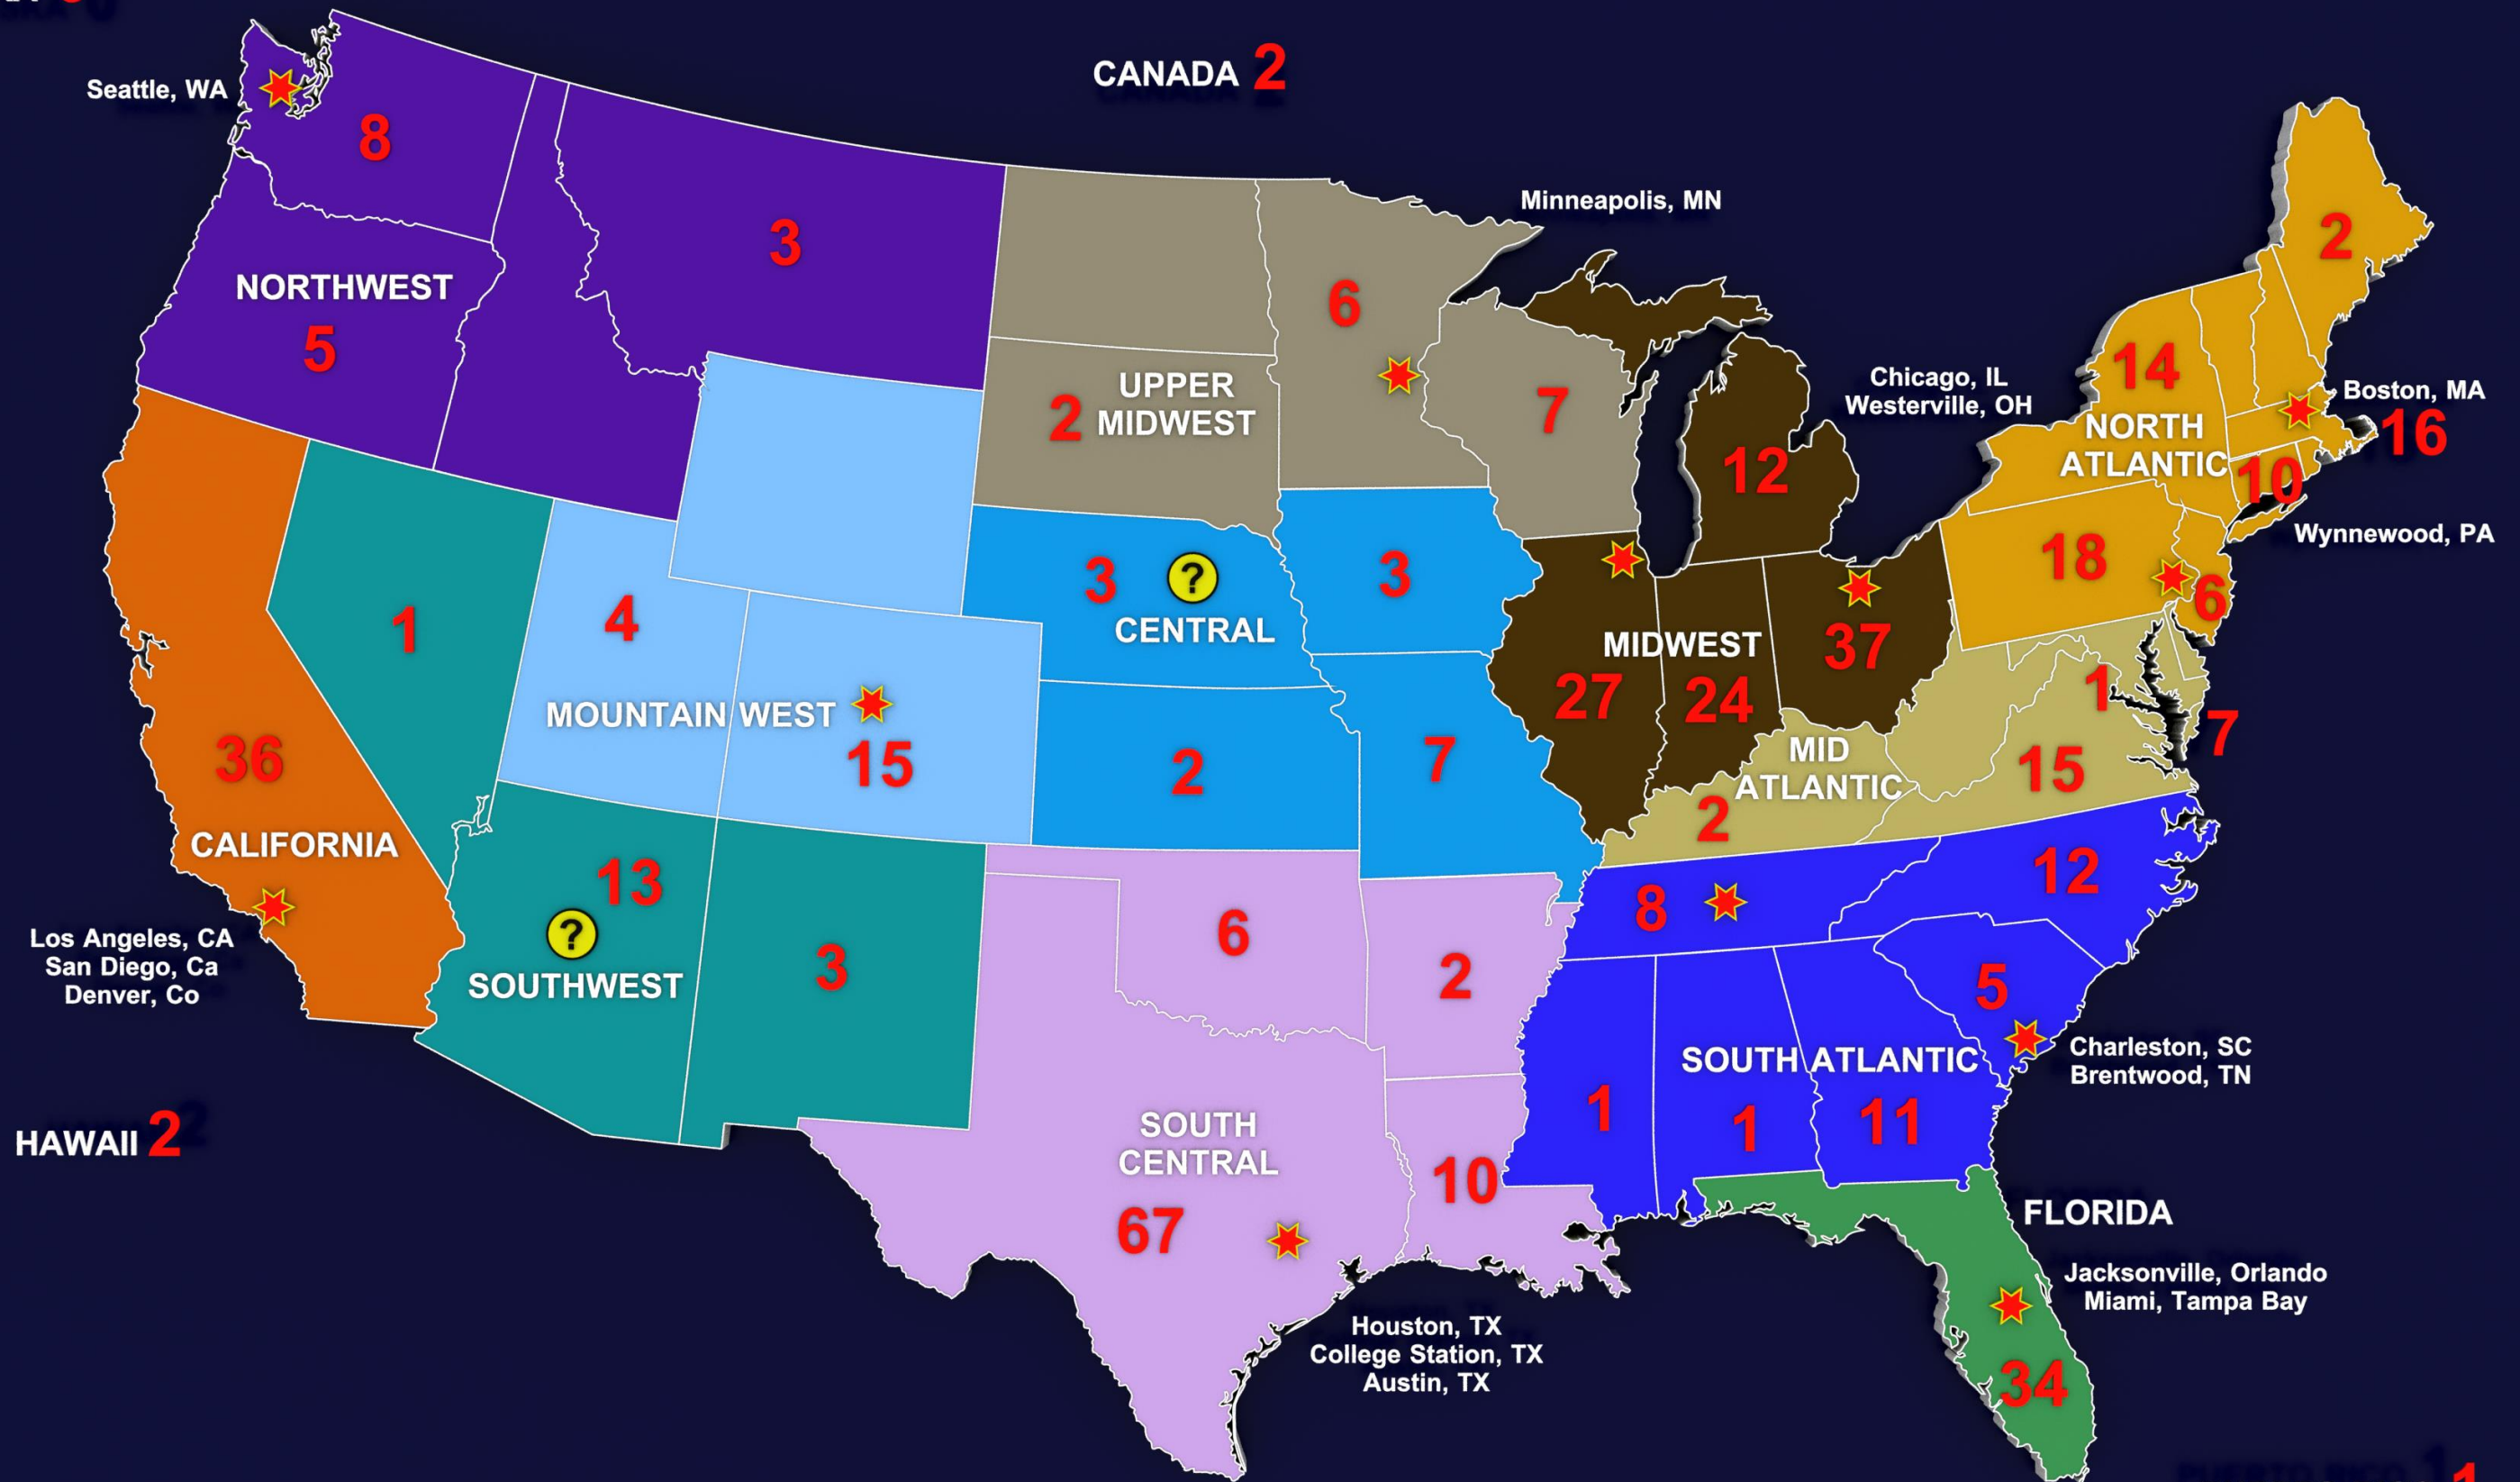 CANADA 2
Seattle, WA
8
3
Minneapolis, MN
2
NORTHWEST
5
6
UPPER
MIDWEST
2
7
12
Chicago, IL
Westerville, OH
14
Boston, MA
16
NORTH
ATLANTIC
10
Wynnewood, PA
18
6
3
?
CENTRAL
3
1
4
MOUNTAIN WEST
15
2
7
MIDWEST
27
24
37
1
7
MID
ATLANTIC
15
2
36
CALIFORNIA
Los Angeles, CA
San Diego, Ca
Denver, Co
13
?
SOUTHWEST
3
6
2
8
12
5
Charleston, SC
Brentwood, TN
SOUTH ATLANTIC
1
1
11
HAWAII 2
SOUTH
CENTRAL
67
10
Houston, TX
College Station, TX
Austin, TX
FLORIDA
Jacksonville, Orlando
Miami, Tampa Bay
34